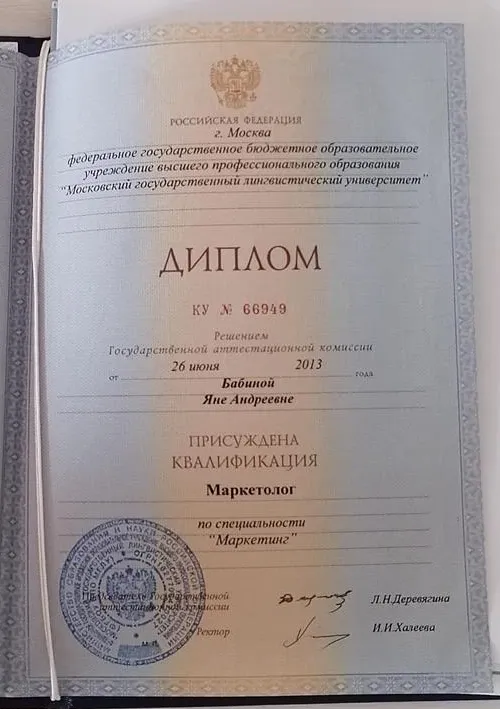 РОССИЙСКАЯ ФЕДЕРАЦИЯ
г. Москва
федеральное государственное бюджетное образовательное
учреждение высшего профессионального образования
"Московский государственный лингвистический университет"
ДИПЛОМ
КУ № 66949
Решением
Государственной аттестационной комиссии
от 26 июня 2013 года
Бабиной
Яне Андреевне
ПРИСУЖДЕНА
КВАЛИФИКАЦИЯ
Маркетолог
по специальности
"Маркетинг"
Председатель Государственной
аттестационной комиссии
Л.Н.Деревягина
Ректор
И.И.Халеева
М.П.